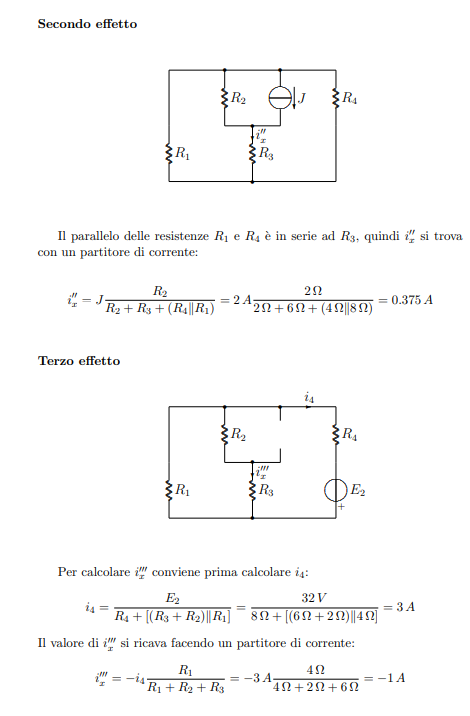 Secondo effetto
R2
J
R4
i''x
R1
R3
Il parallelo delle resistenze R1 e R4 è in serie ad R3, quindi i''x si trova
con un partitore di corrente:
i''x = J R2 / (R2 + R3 + (R4‖R1)) = 2 A 2 Ω / (2 Ω + 6 Ω + (4 Ω‖8 Ω)) = 0.375 A
Terzo effetto
i4
R2
R4
i'''x
R1
R3
E2
+
Per calcolare i'''x conviene prima calcolare i4:
i4 = E2 / (R4 + [(R3 + R2)‖R1]) = 32 V / (8 Ω + [(6 Ω + 2 Ω)‖4 Ω]) = 3 A
Il valore di i'''x si ricava facendo un partitore di corrente:
i'''x = −i4 R1 / (R1 + R2 + R3) = −3 A 4 Ω / (4 Ω + 2 Ω + 6 Ω) = −1 A